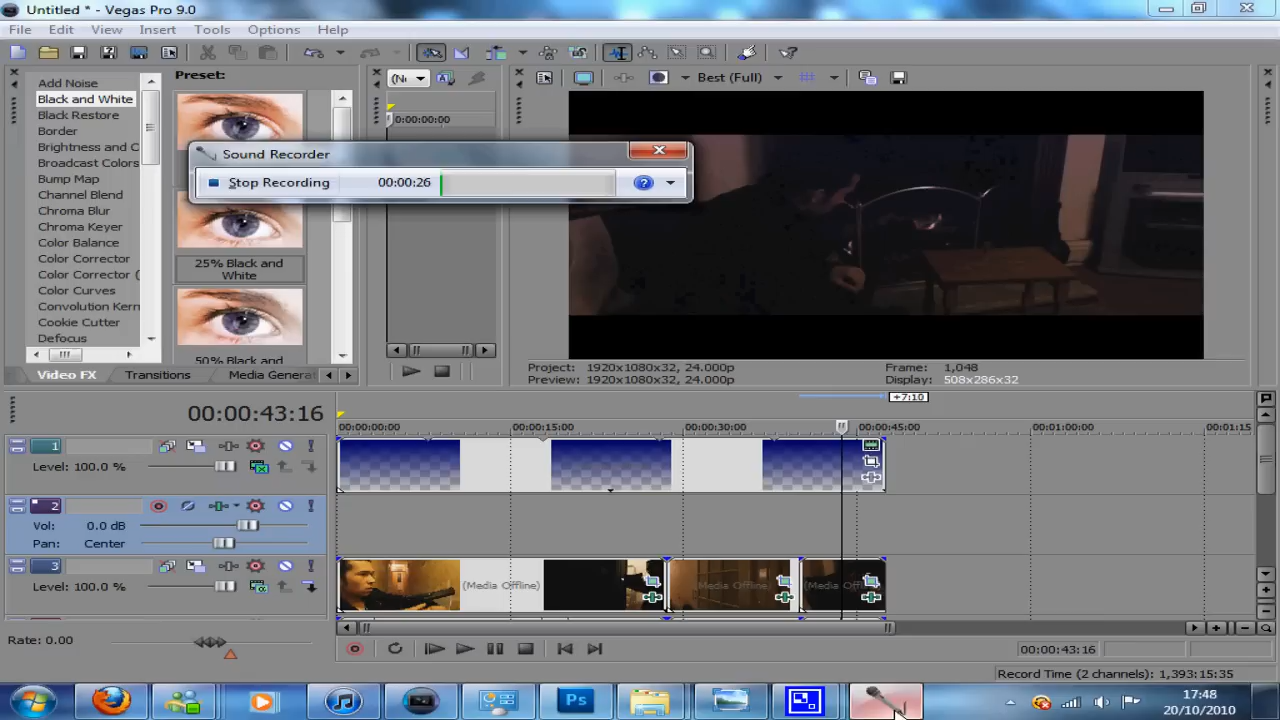 Untitled * - Vegas Pro 9.0
File Edit View Insert Tools Options Help
Add Noise
Black and White
Black Restore
Border
Brightness and C
Broadcast Colors
Bump Map
Channel Blend
Chroma Blur
Chroma Keyer
Color Balance
Color Corrector
Color Corrector (
Color Curves
Convolution Kern
Cookie Cutter
Defocus
Preset:
25% Black and
White
50% Black and
Video FX Transitions Media Genera
0:00:00:00
Best (Full)
Sound Recorder
Stop Recording 00:00:26
Project: 1920x1080x32, 24.000p
Preview: 1920x1080x32, 24.000p
Frame: 1,048
Display: 508x286x32
00:00:43:16
+7:10
00:00:00:00 00:00:15:00 00:00:30:00 00:00:45:00 00:01:00:00 00:01:15
1
Level: 100.0 %
2
Vol: 0.0 dB
Pan: Center
3
Level: 100.0 %
(Media Offline) (Media Offline) (Media Offline)
Rate: 0.00
00:00:43:16
Record Time (2 channels): 1,393:15:35
Ps
17:48
20/10/2010